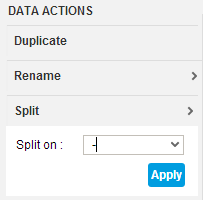 DATA ACTIONS
Duplicate
Rename
Split
Split on : -
Apply